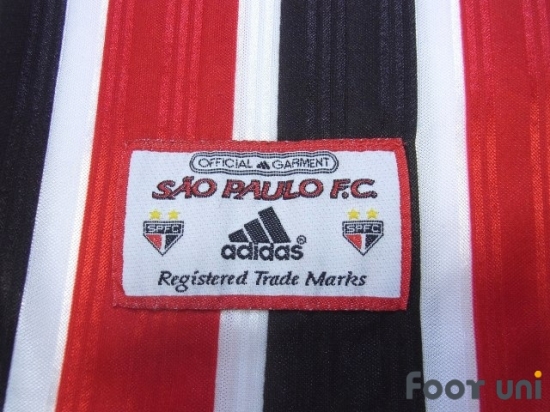 OFFICIAL GARMENT
SÃO PAULO F.C.
SPFC
adidas®
SPFC
Registered Trade Marks
Foot uni